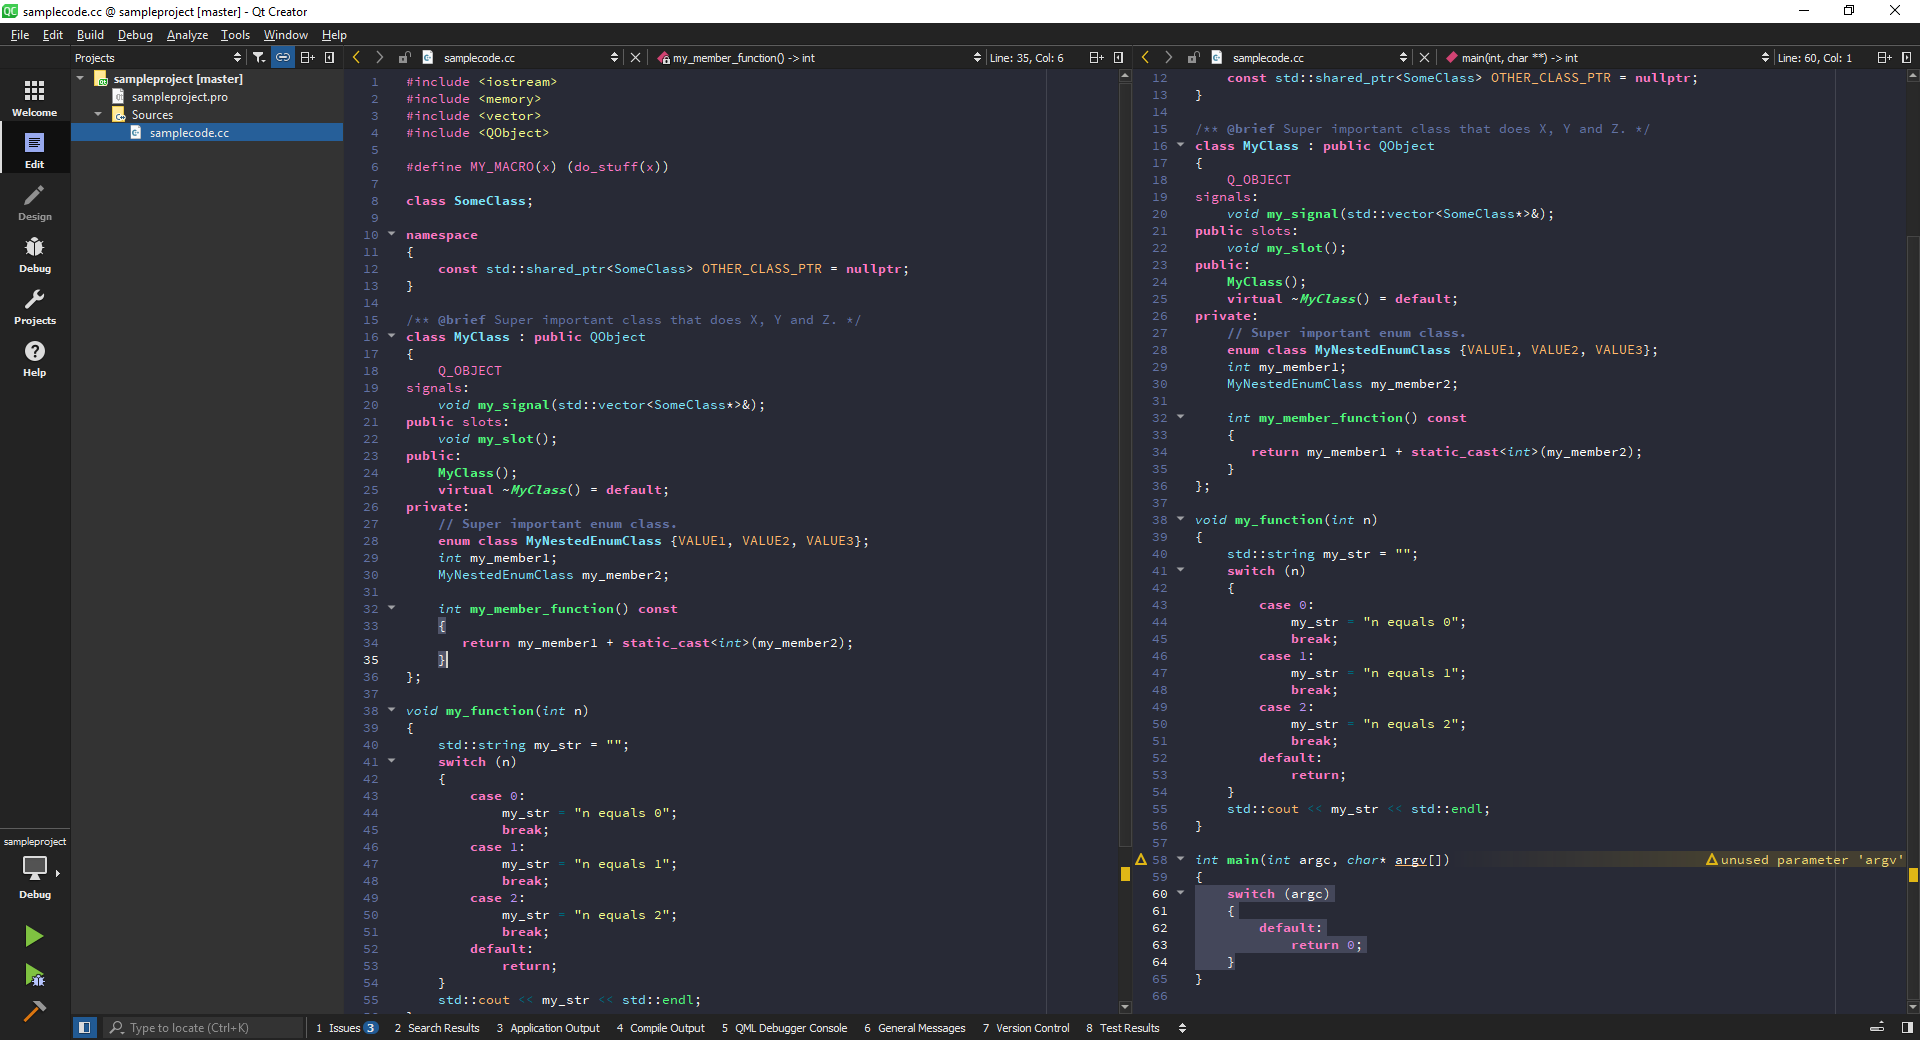 samplecode.cc @ sampleproject [master] - Qt Creator
File Edit Build Debug Analyze Tools Window Help
Projects
samplecode.cc
my_member_function() -> int
Line: 35, Col: 6
samplecode.cc
main(int, char **) -> int
Line: 60, Col: 1
Welcome
Edit
Design
Debug
Projects
Help
sampleproject
Debug
sampleproject [master]
sampleproject.pro
Sources
samplecode.cc
1 #include <iostream>
2 #include <memory>
3 #include <vector>
4 #include <QObject>
5
6 #define MY_MACRO(x) (do_stuff(x))
7
8 class SomeClass;
9
10 namespace
11 {
12     const std::shared_ptr<SomeClass> OTHER_CLASS_PTR = nullptr;
13 }
14
15 /** @brief Super important class that does X, Y and Z. */
16 class MyClass : public QObject
17 {
18     Q_OBJECT
19 signals:
20     void my_signal(std::vector<SomeClass*>&);
21 public slots:
22     void my_slot();
23 public:
24     MyClass();
25     virtual ~MyClass() = default;
26 private:
27     // Super important enum class.
28     enum class MyNestedEnumClass {VALUE1, VALUE2, VALUE3};
29     int my_member1;
30     MyNestedEnumClass my_member2;
31
32     int my_member_function() const
33     {
34        return my_member1 + static_cast<int>(my_member2);
35     }
36 };
37
38 void my_function(int n)
39 {
40     std::string my_str = "";
41     switch (n)
42     {
43         case 0:
44             my_str = "n equals 0";
45             break;
46         case 1:
47             my_str = "n equals 1";
48             break;
49         case 2:
50             my_str = "n equals 2";
51             break;
52         default:
53             return;
54     }
55     std::cout << my_str << std::endl;
12     const std::shared_ptr<SomeClass> OTHER_CLASS_PTR = nullptr;
13 }
14
15 /** @brief Super important class that does X, Y and Z. */
16 class MyClass : public QObject
17 {
18     Q_OBJECT
19 signals:
20     void my_signal(std::vector<SomeClass*>&);
21 public slots:
22     void my_slot();
23 public:
24     MyClass();
25     virtual ~MyClass() = default;
26 private:
27     // Super important enum class.
28     enum class MyNestedEnumClass {VALUE1, VALUE2, VALUE3};
29     int my_member1;
30     MyNestedEnumClass my_member2;
31
32     int my_member_function() const
33     {
34        return my_member1 + static_cast<int>(my_member2);
35     }
36 };
37
38 void my_function(int n)
39 {
40     std::string my_str = "";
41     switch (n)
42     {
43         case 0:
44             my_str = "n equals 0";
45             break;
46         case 1:
47             my_str = "n equals 1";
48             break;
49         case 2:
50             my_str = "n equals 2";
51             break;
52         default:
53             return;
54     }
55     std::cout << my_str << std::endl;
56 }
57
58 int main(int argc, char* argv[]) unused parameter 'argv'
59 {
60     switch (argc)
61     {
62         default:
63             return 0;
64     }
65 }
66
Type to locate (Ctrl+K)
1 Issues 3 2 Search Results 3 Application Output 4 Compile Output 5 QML Debugger Console 6 General Messages 7 Version Control 8 Test Results